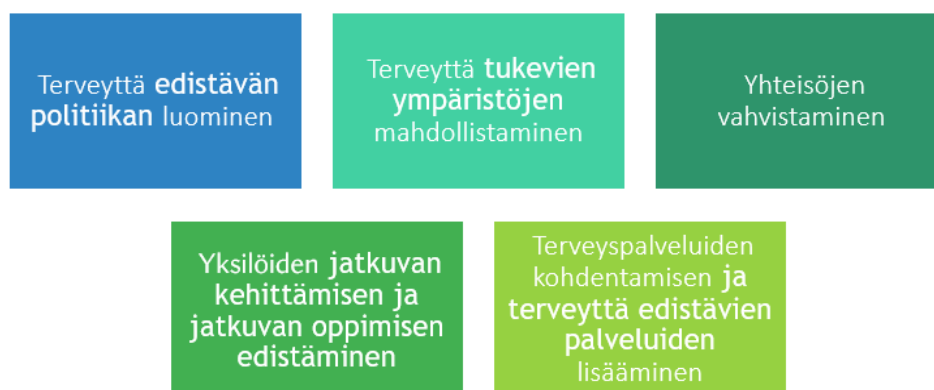 Terveyttä edistävän
politiikan luominen
Terveyttä tukevien
ympäristöjen
mahdollistaminen
Yhteisöjen
vahvistaminen
Yksilöiden jatkuvan
kehittämisen ja
jatkuvan oppimisen
edistäminen
Terveyspalveluiden
kohdentamisen ja
terveyttä edistävien
palveluiden
lisääminen